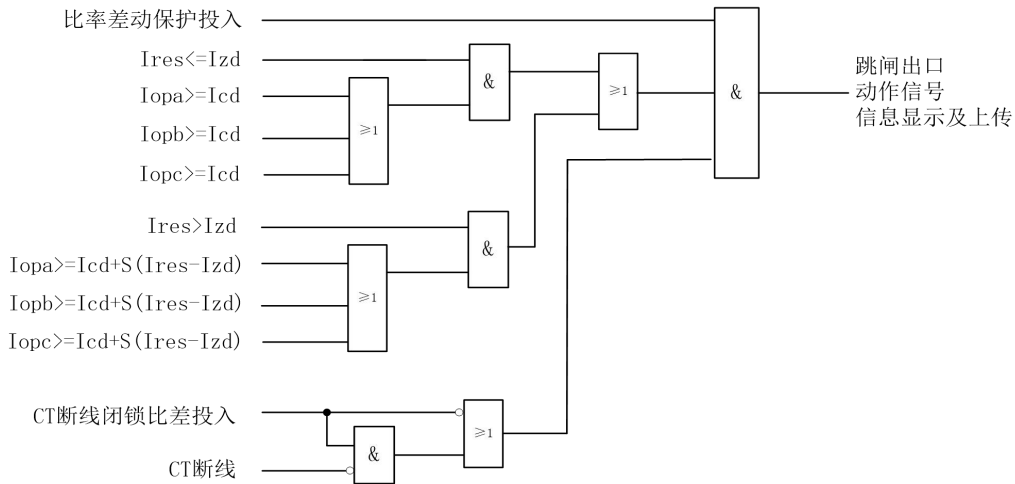 比率差动保护投入
Ires<=Izd
&
Iopa>=Icd
≥1
Iopb>=Icd
≥1
Iopc>=Icd
&
跳闸出口
动作信号
信息显示及上传
Ires>Izd
&
Iopa>=Icd+S(Ires-Izd)
≥1
Iopb>=Icd+S(Ires-Izd)
Iopc>=Icd+S(Ires-Izd)
CT断线闭锁比差投入
≥1
&
CT断线